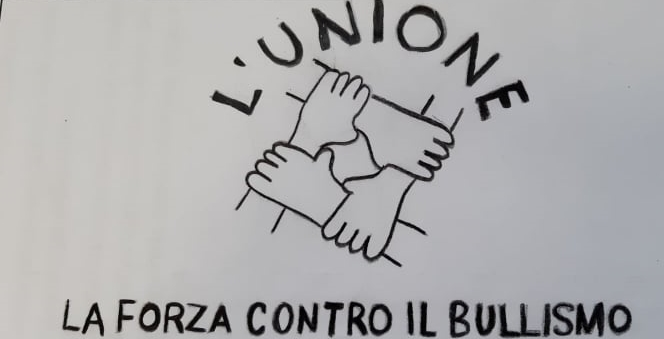 L'UNIONE
LA FORZA CONTRO IL BULLISMO